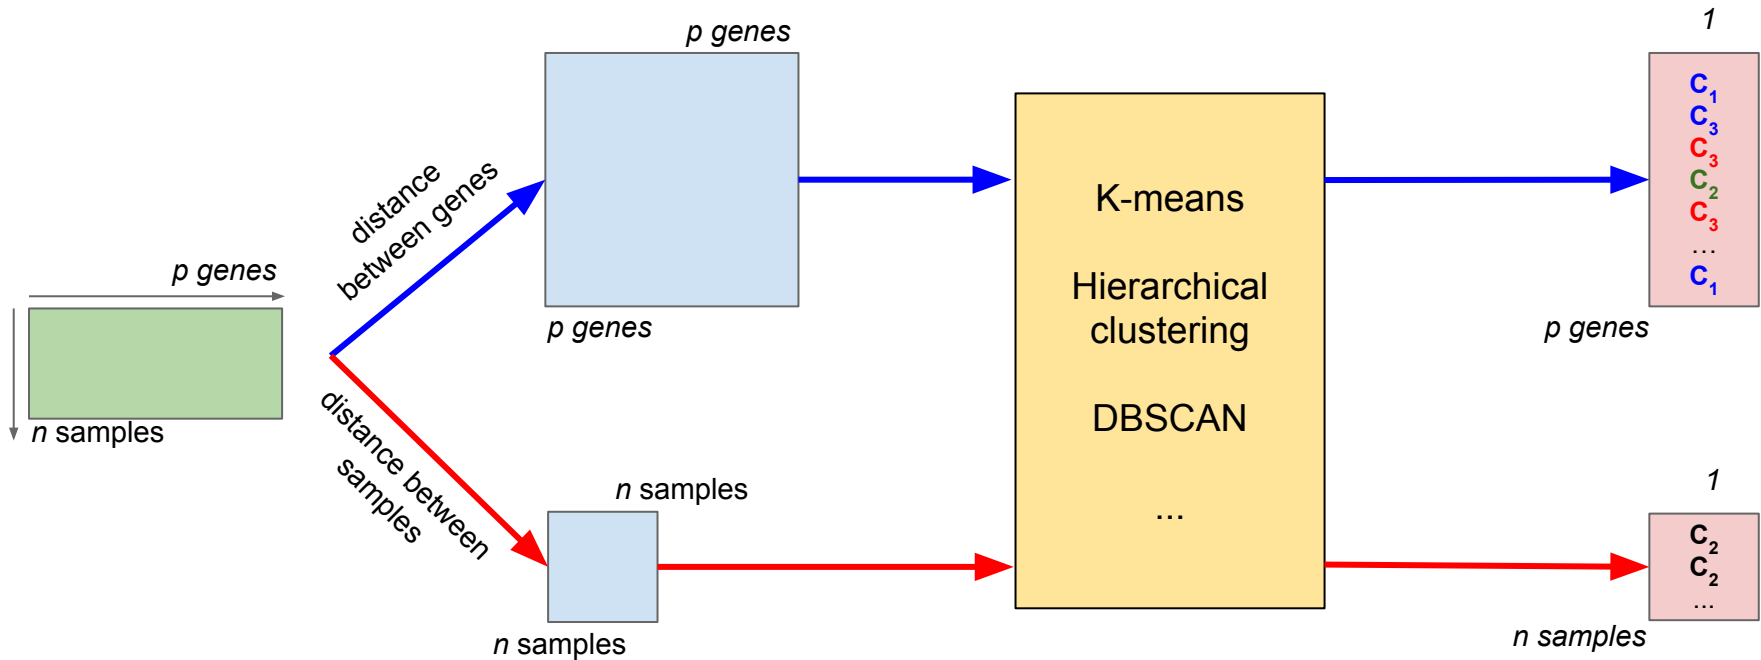 p genes
n samples
distance
between genes
distance between
samples
p genes
p genes
n samples
n samples
K-means
Hierarchical
clustering
DBSCAN
...
1
C1
C3
C3
C2
C3
...
C1
p genes
1
C2
C2
...
n samples